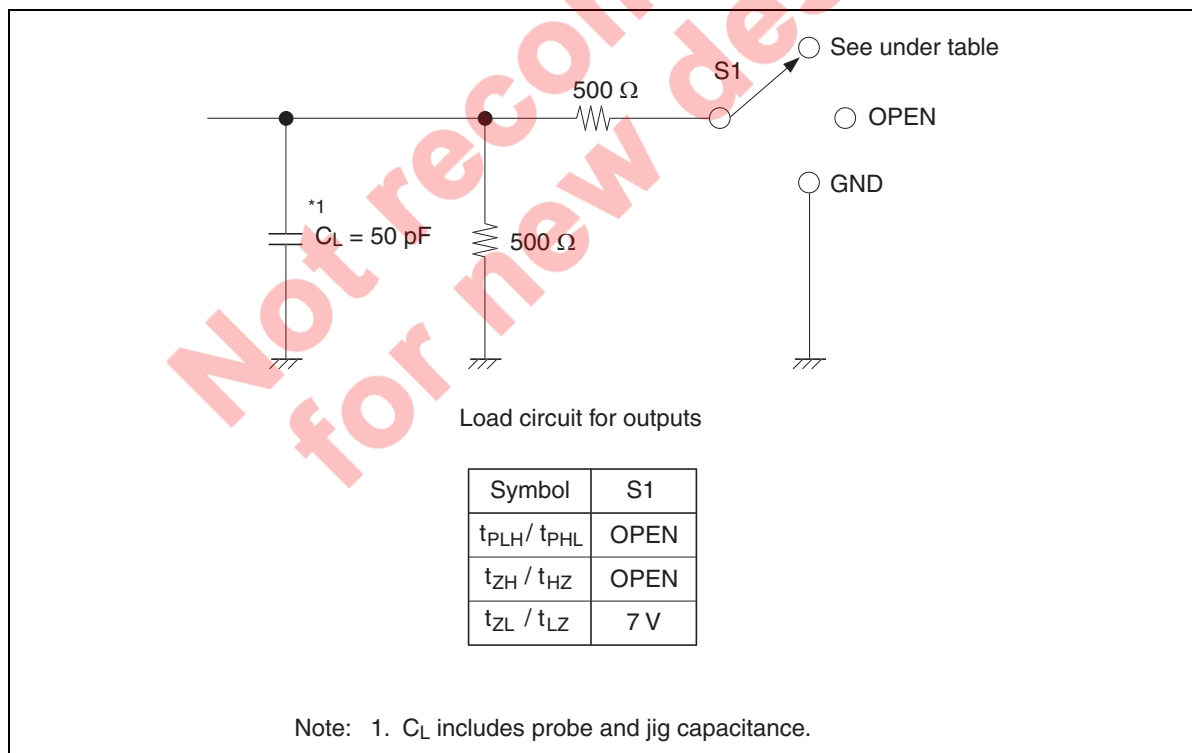 See under table
S1
500 Ω
OPEN
GND
*1
CL = 50 pF
500 Ω
Load circuit for outputs
Symbol S1
tPLH / tPHL OPEN
tZH / tHZ OPEN
tZL / tLZ 7 V
Note: 1. CL includes probe and jig capacitance.
Not recom
for new des